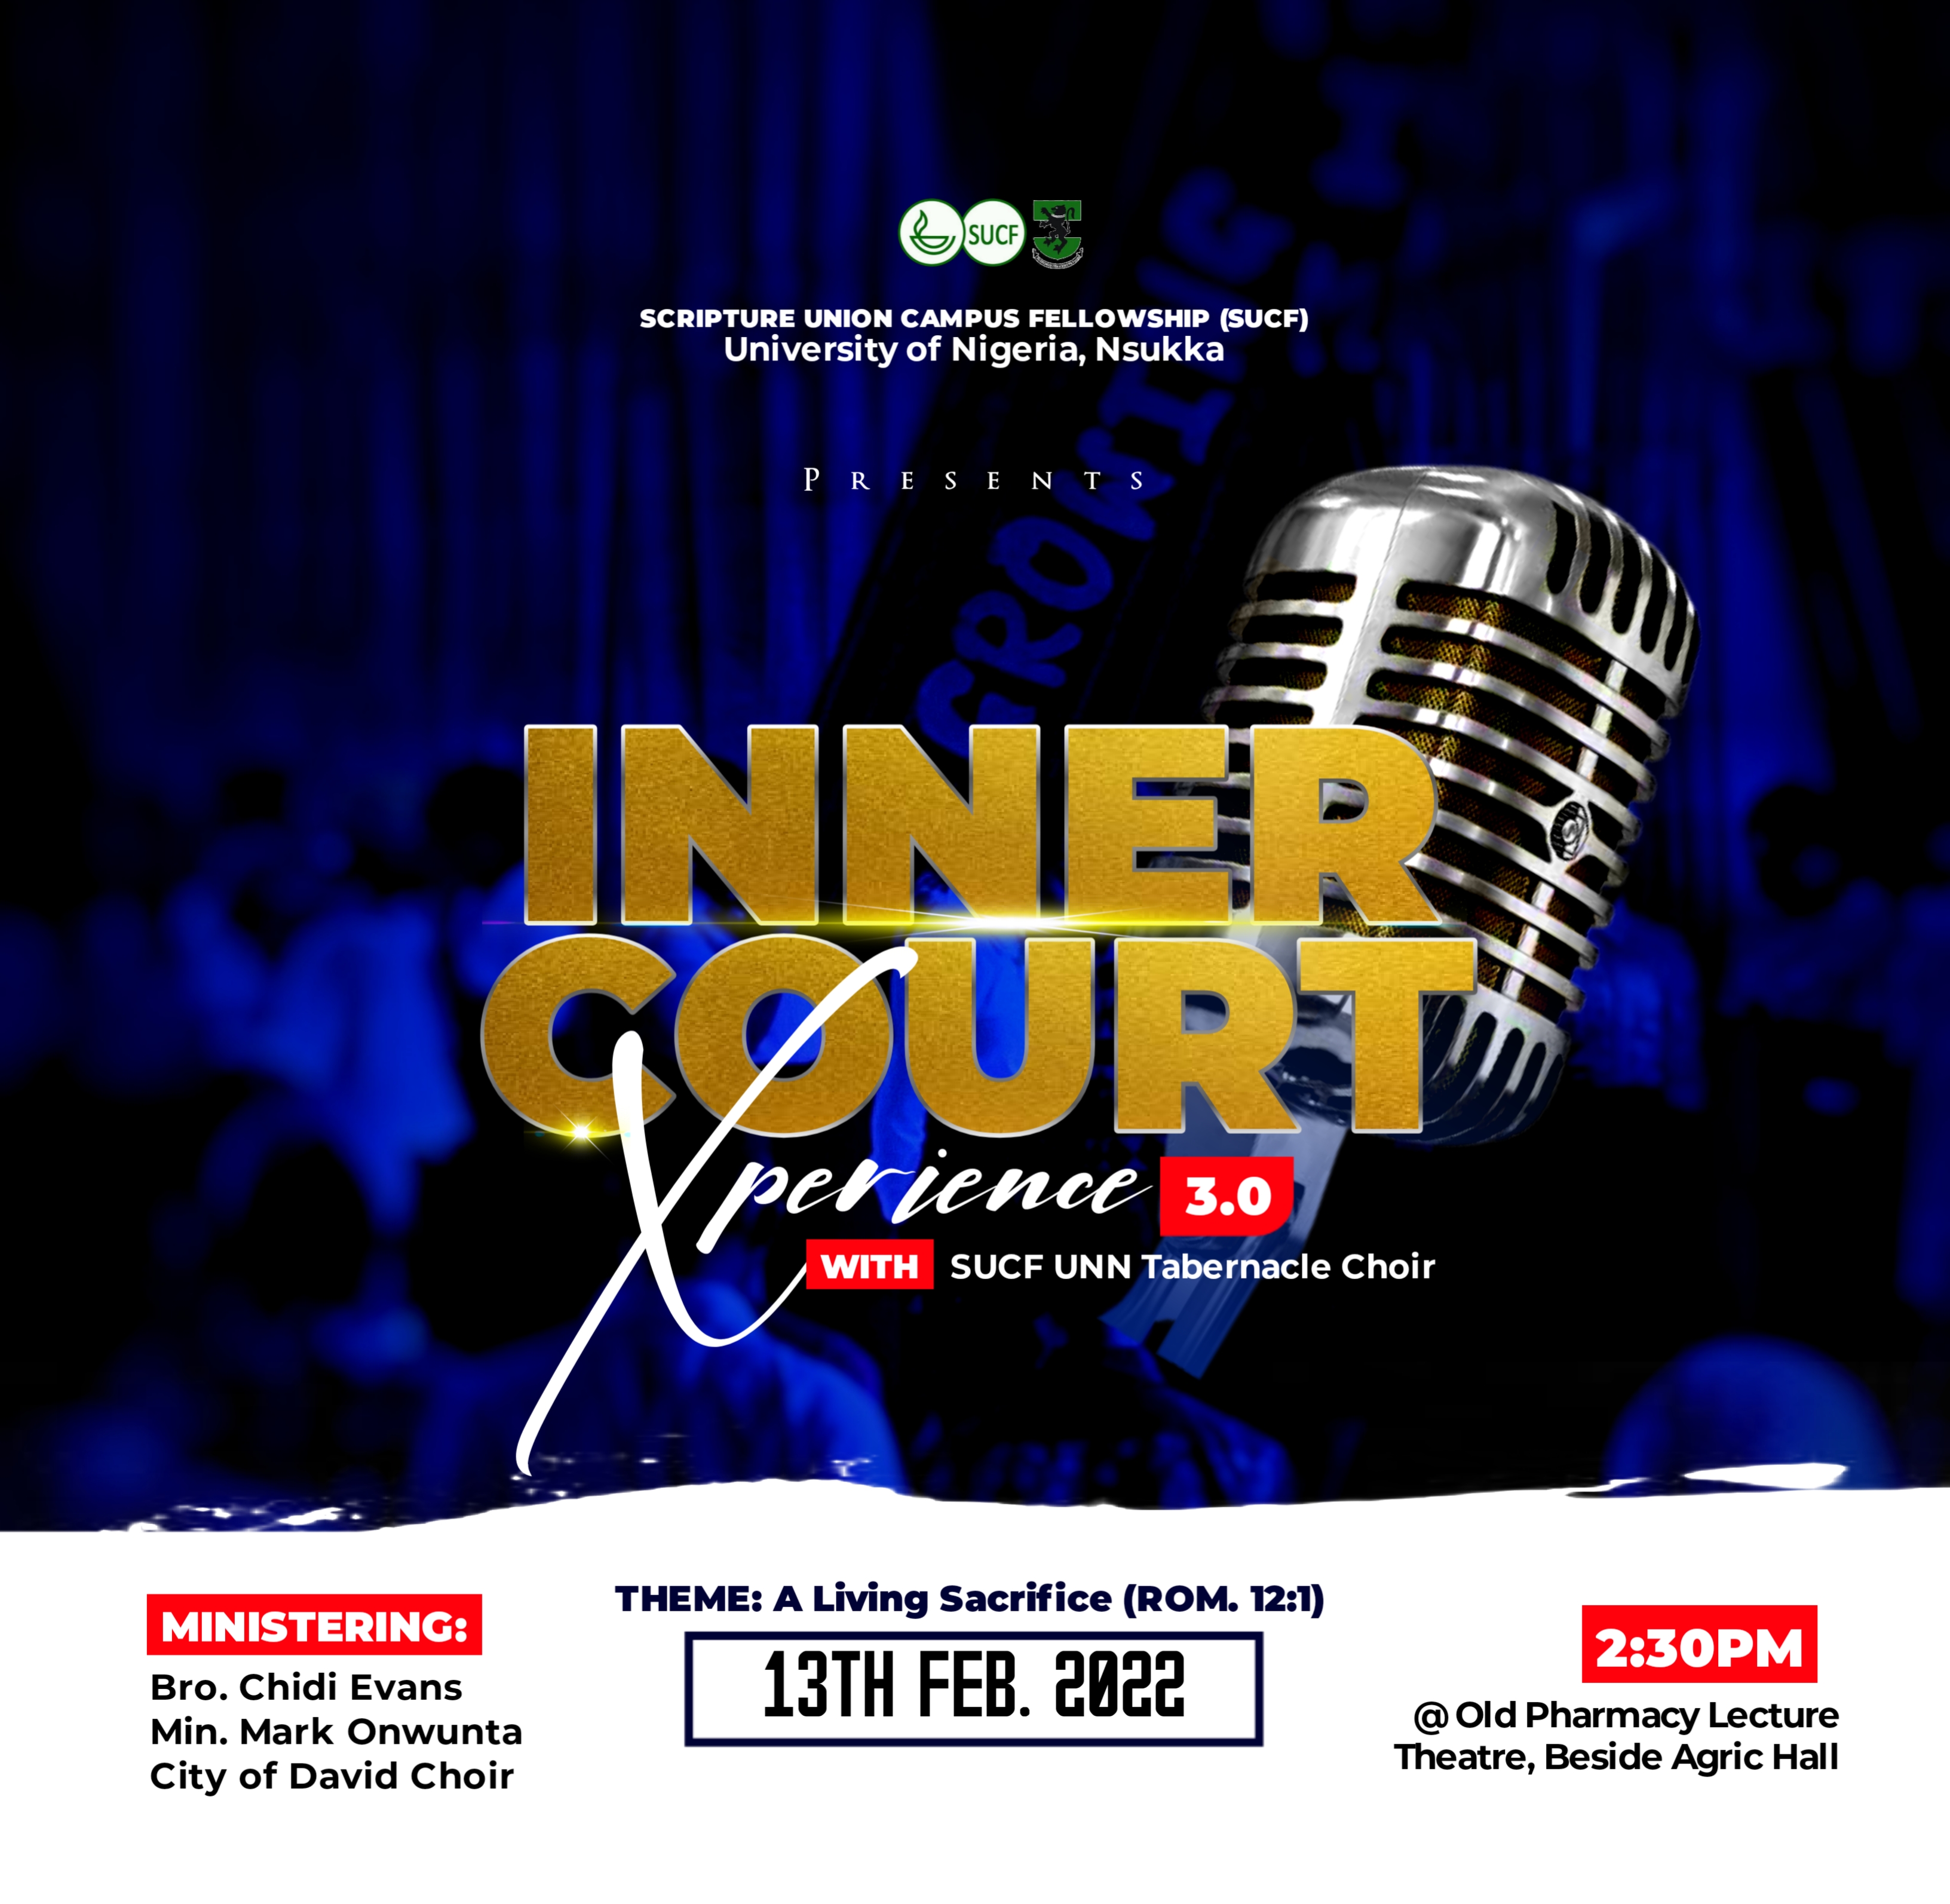 SUCF
SCRIPTURE UNION CAMPUS FELLOWSHIP (SUCF)
University of Nigeria, Nsukka
PRESENTS
GROWING
INNER
COURT
Xperience 3.0
WITH SUCF UNN Tabernacle Choir
MINISTERING:
Bro. Chidi Evans
Min. Mark Onwunta
City of David Choir
THEME: A Living Sacrifice (ROM. 12:1)
13TH FEB. 2022
2:30PM
@ Old Pharmacy Lecture
Theatre, Beside Agric Hall